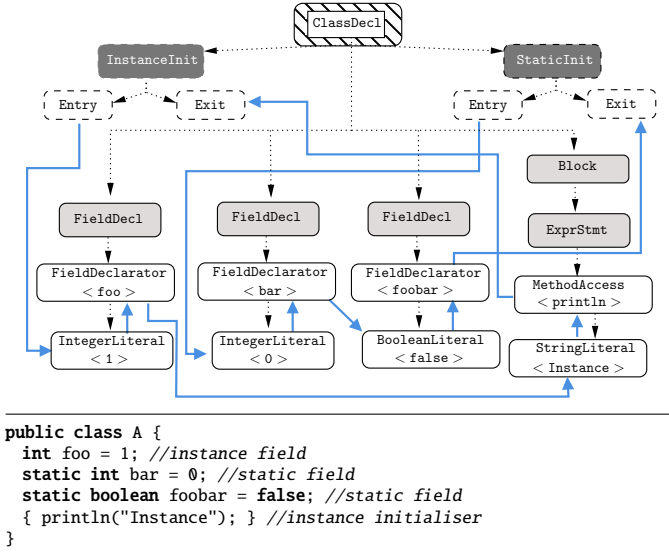 ClassDecl
InstanceInit
StaticInit
Entry
Exit
Entry
Exit
Block
FieldDecl
FieldDecl
FieldDecl
ExprStmt
FieldDeclarator
< foo >
FieldDeclarator
< bar >
FieldDeclarator
< foobar >
MethodAccess
< println >
IntegerLiteral
< 1 >
IntegerLiteral
< 0 >
BooleanLiteral
< false >
StringLiteral
< Instance >
public class A {
int foo = 1; //instance field
static int bar = 0; //static field
static boolean foobar = false; //static field
{ println("Instance"); } //instance initialiser
}